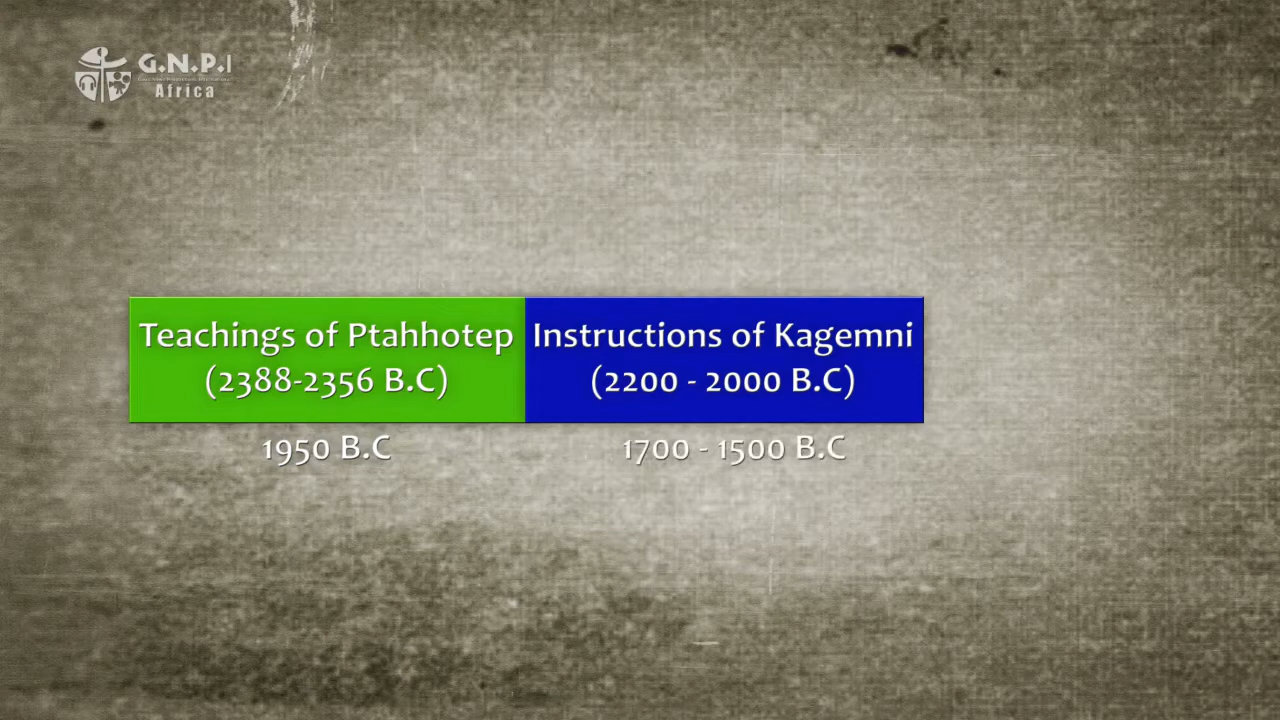 G.N.P.I
Africa
Teachings of Ptahhotep
(2388-2356 B.C)
Instructions of Kagemni
(2200 - 2000 B.C)
1950 B.C
1700 - 1500 B.C